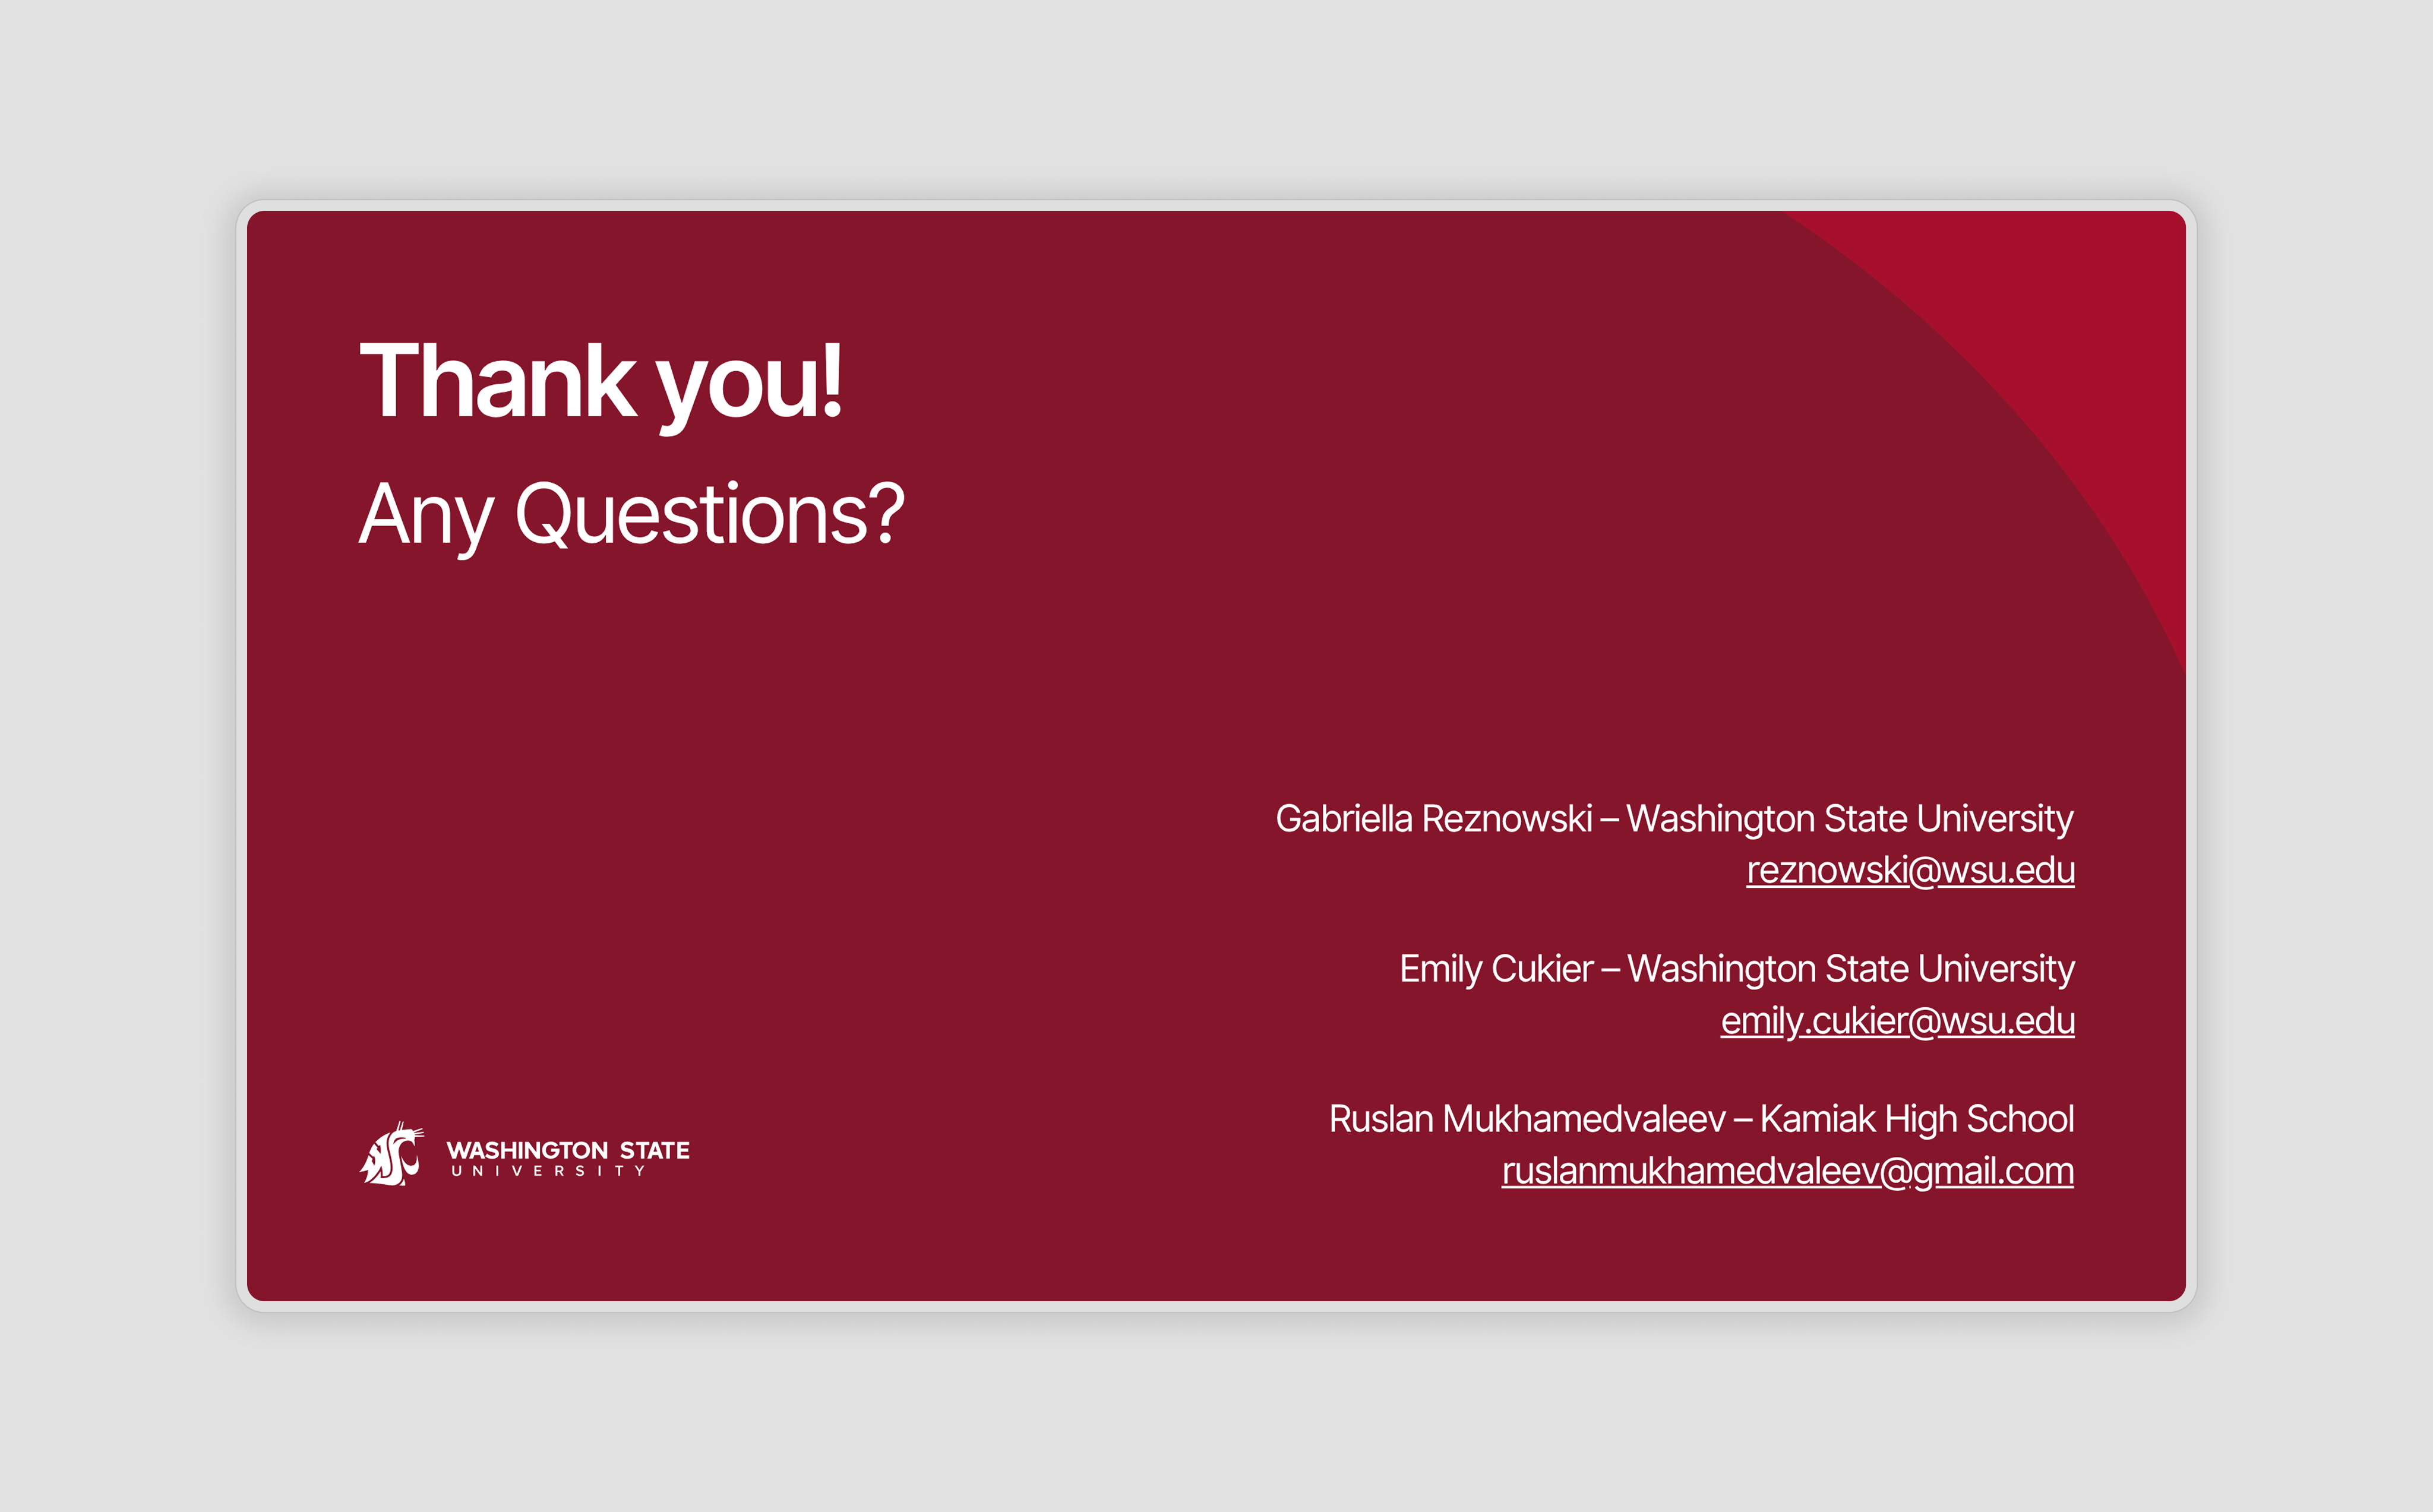 Thank you!
Any Questions?
Gabriella Reznowski – Washington State University
reznowski@wsu.edu
Emily Cukier – Washington State University
emily.cukier@wsu.edu
Ruslan Mukhamedvaleev – Kamiak High School
ruslanmukhamedvaleev@gmail.com
WASHINGTON STATE
UNIVERSITY